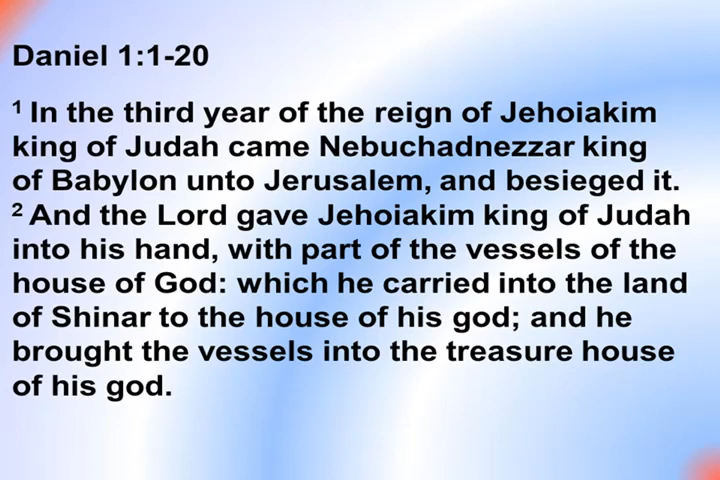 Daniel 1:1-20
1 In the third year of the reign of Jehoiakim
king of Judah came Nebuchadnezzar king
of Babylon unto Jerusalem, and besieged it.
2 And the Lord gave Jehoiakim king of Judah
into his hand, with part of the vessels of the
house of God: which he carried into the land
of Shinar to the house of his god; and he
brought the vessels into the treasure house
of his god.